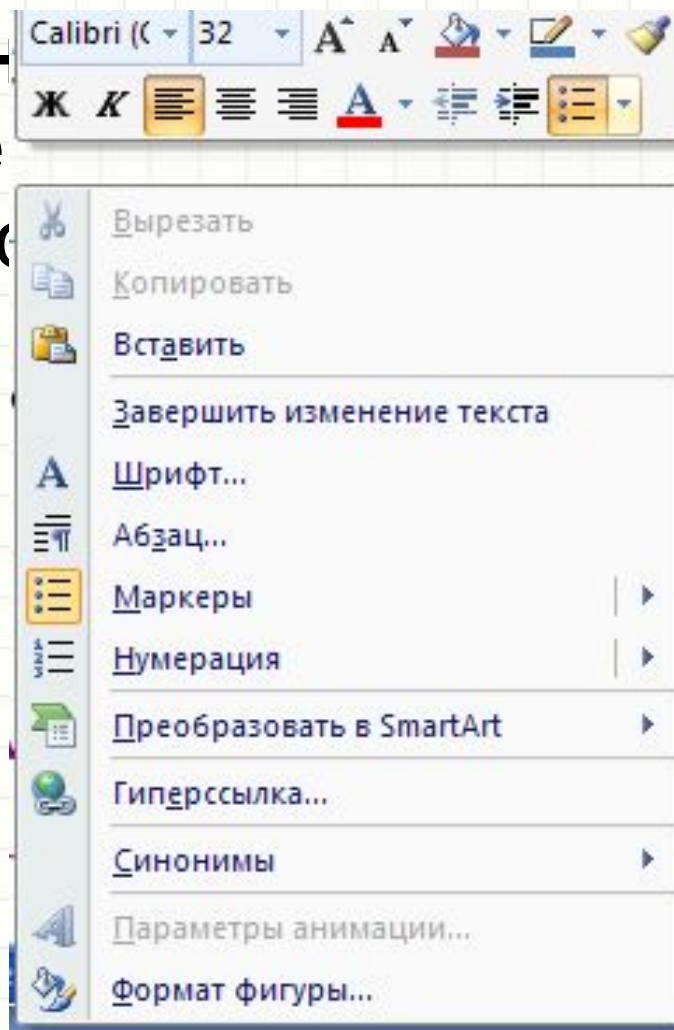 Calibri (( 32 А А
Ж К А
Вырезать
Копировать
Вставить
Завершить изменение текста
Шрифт...
Абзац...
Маркеры
Нумерация
Преобразовать в SmartArt
Гиперссылка...
Синонимы
Параметры анимации...
Формат фигуры...